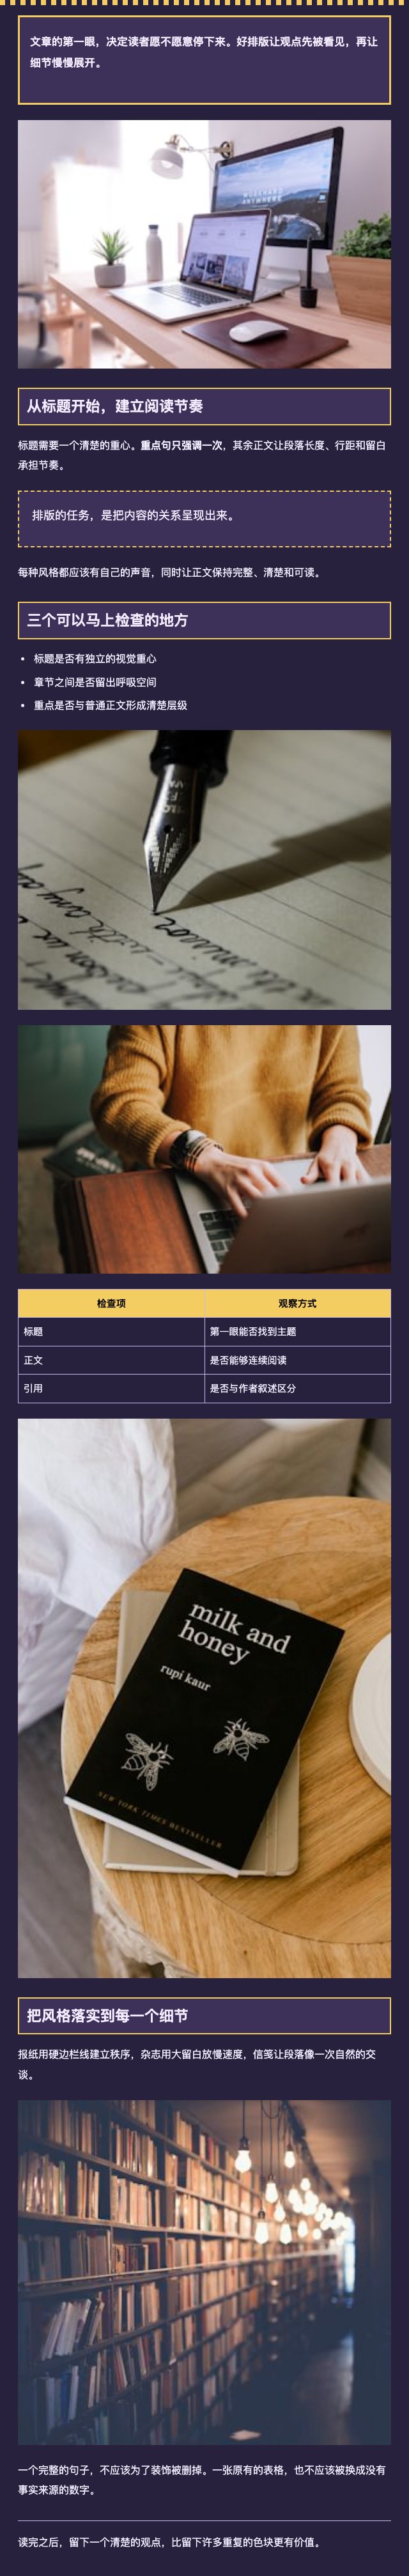 文章的第一眼，决定读者愿不愿意停下来。好排版让观点先被看见，再让
细节慢慢展开。
从标题开始，建立阅读节奏
标题需要一个清楚的重心。重点句只强调一次，其余正文让段落长度、行距和留白
承担节奏。
排版的任务，是把内容的关系呈现出来。
每种风格都应该有自己的声音，同时让正文保持完整、清楚和可读。
三个可以马上检查的地方
• 标题是否有独立的视觉重心
• 章节之间是否留出呼吸空间
• 重点是否与普通正文形成清楚层级
检查项 观察方式
标题 第一眼能否找到主题
正文 是否能够连续阅读
引用 是否与作者叙述区分
milk and
honey
rupi kaur
NEW YORK TIMES BESTSELLER
把风格落实到每一个细节
报纸用硬边栏线建立秩序，杂志用大留白放慢速度，信笺让段落像一次自然的交
谈。
一个完整的句子，不应该为了装饰被删掉。一张原有的表格，也不应该被换成没有
事实来源的数字。
读完之后，留下一个清楚的观点，比留下许多重复的色块更有价值。